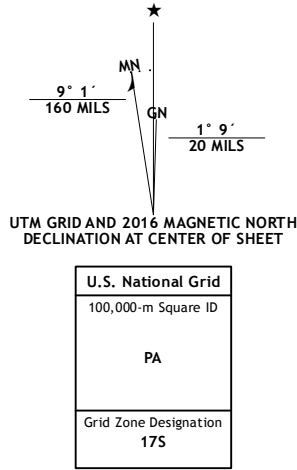 ★
MN
GN
9° 1´
160 MILS
1° 9´
20 MILS
UTM GRID AND 2016 MAGNETIC NORTH
DECLINATION AT CENTER OF SHEET
U.S. National Grid
100,000-m Square ID
PA
Grid Zone Designation
17S